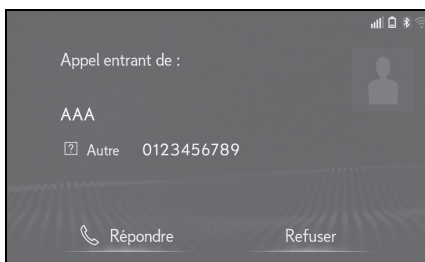 Appel entrant de :
AAA
? Autre 0123456789
Répondre Refuser